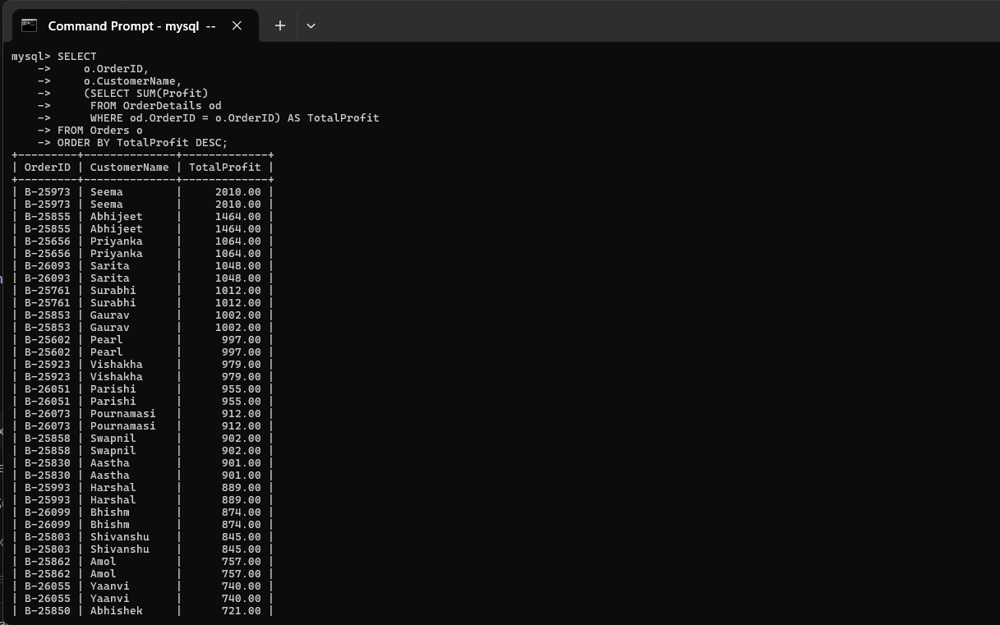 Command Prompt - mysql --
mysql> SELECT
    ->     o.OrderID,
    ->     o.CustomerName,
    ->     (SELECT SUM(Profit)
    ->      FROM OrderDetails od
    ->      WHERE od.OrderID = o.OrderID) AS TotalProfit
    -> FROM Orders o
    -> ORDER BY TotalProfit DESC;
+---------+--------------+-------------+
| OrderID | CustomerName | TotalProfit |
+---------+--------------+-------------+
| B-25973 | Seema        |     2010.00 |
| B-25973 | Seema        |     2010.00 |
| B-25855 | Abhijeet     |     1464.00 |
| B-25855 | Abhijeet     |     1464.00 |
| B-25656 | Priyanka     |     1064.00 |
| B-25656 | Priyanka     |     1064.00 |
| B-26093 | Sarita       |     1048.00 |
| B-26093 | Sarita       |     1048.00 |
| B-25761 | Surabhi      |     1012.00 |
| B-25761 | Surabhi      |     1012.00 |
| B-25853 | Gaurav       |     1002.00 |
| B-25853 | Gaurav       |     1002.00 |
| B-25602 | Pearl        |      997.00 |
| B-25602 | Pearl        |      997.00 |
| B-25923 | Vishakha     |      979.00 |
| B-25923 | Vishakha     |      979.00 |
| B-26051 | Parishi      |      955.00 |
| B-26051 | Parishi      |      955.00 |
| B-26073 | Pournamasi   |      912.00 |
| B-26073 | Pournamasi   |      912.00 |
| B-25858 | Swapnil      |      902.00 |
| B-25858 | Swapnil      |      902.00 |
| B-25830 | Aastha       |      901.00 |
| B-25830 | Aastha       |      901.00 |
| B-25993 | Harshal      |      889.00 |
| B-25993 | Harshal      |      889.00 |
| B-26099 | Bhishm       |      874.00 |
| B-26099 | Bhishm       |      874.00 |
| B-25803 | Shivanshu    |      845.00 |
| B-25803 | Shivanshu    |      845.00 |
| B-25862 | Amol         |      757.00 |
| B-25862 | Amol         |      757.00 |
| B-26055 | Yaanvi       |      740.00 |
| B-26055 | Yaanvi       |      740.00 |
| B-25850 | Abhishek     |      721.00 |